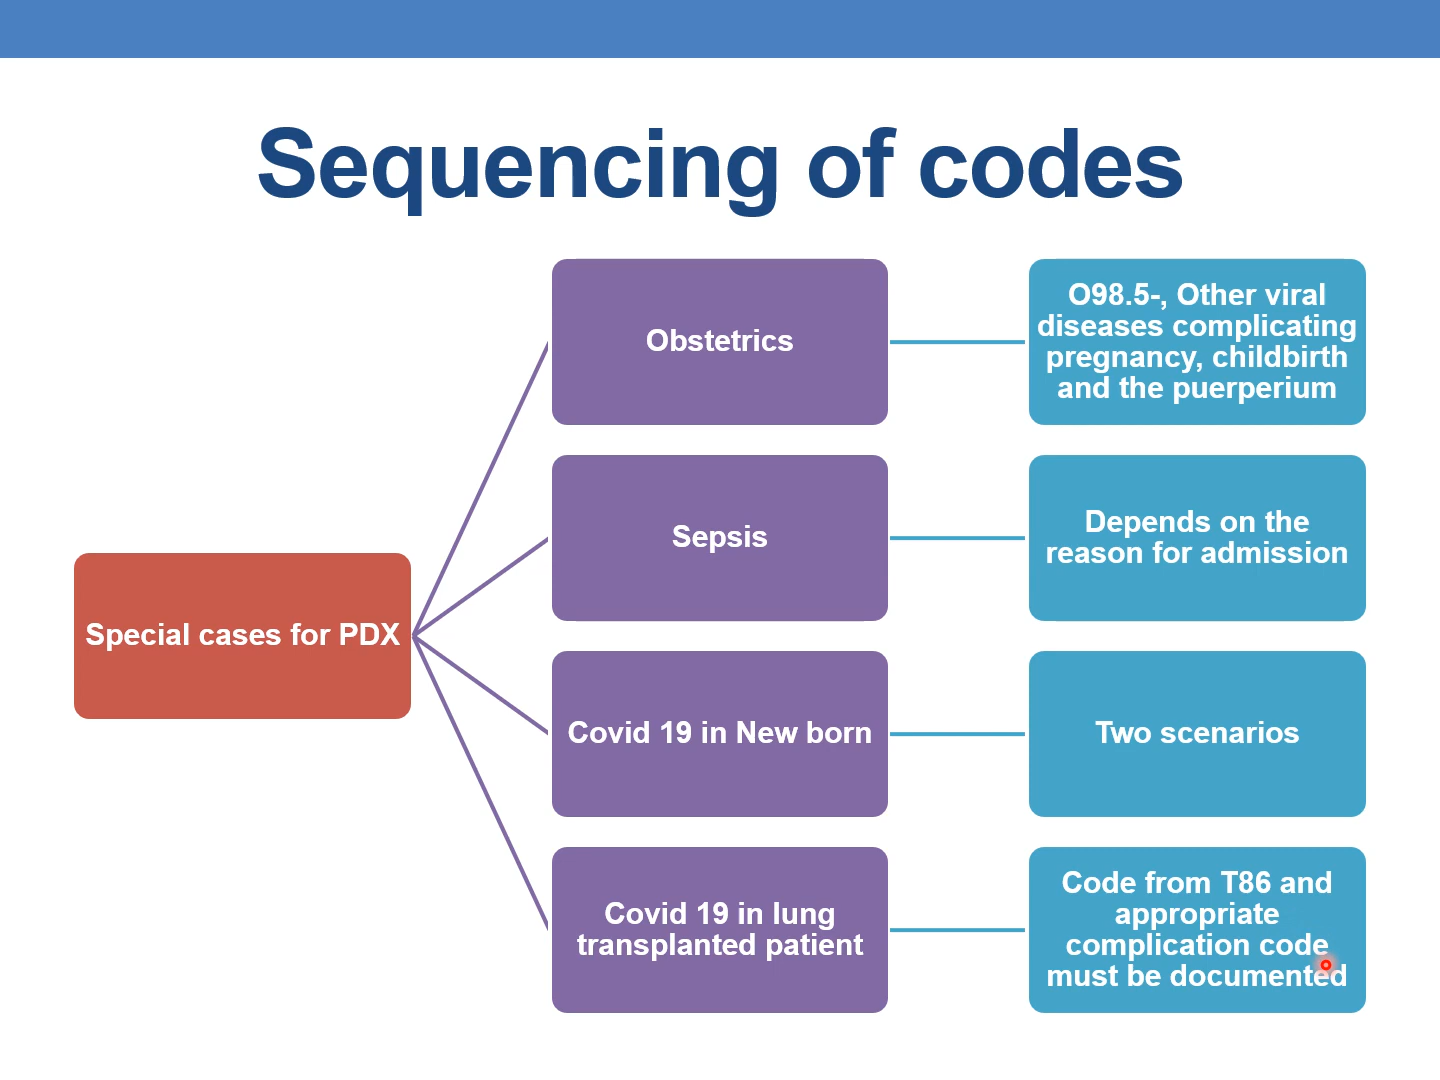 Sequencing of codes
Special cases for PDX
Obstetrics
O98.5-, Other viral
diseases complicating
pregnancy, childbirth
and the puerperium
Sepsis
Depends on the
reason for admission
Covid 19 in New born
Two scenarios
Covid 19 in lung
transplanted patient
Code from T86 and
appropriate
complication code
must be documented